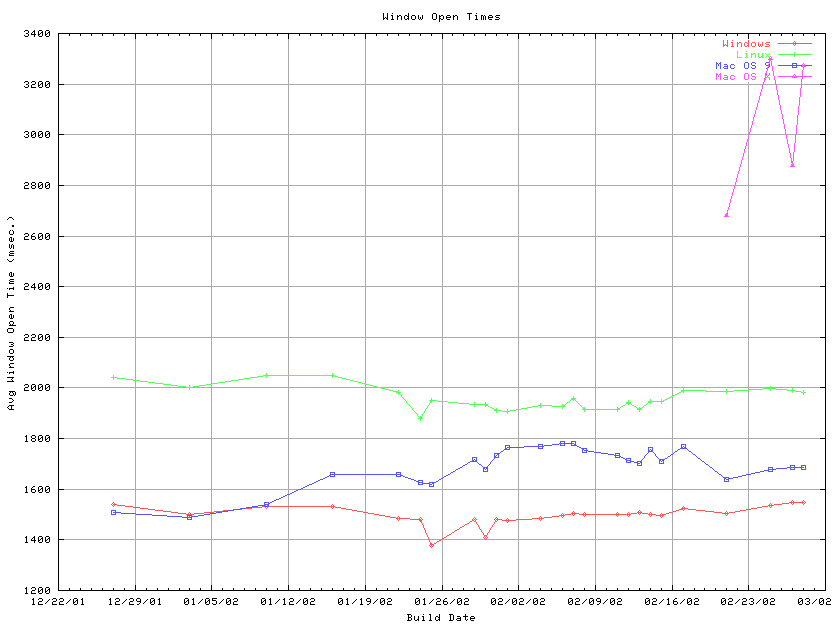 Window Open Times
3400
3200
3000
2800
2600
2400
2200
2000
1800
1600
1400
1200
Avg Window Open Time (msec.)
Windows
Linux
Mac OS 9
Mac OS X
12/22/01 12/29/01 01/05/02 01/12/02 01/19/02 01/26/02 02/02/02 02/09/02 02/16/02 02/23/02 03/02
Build Date